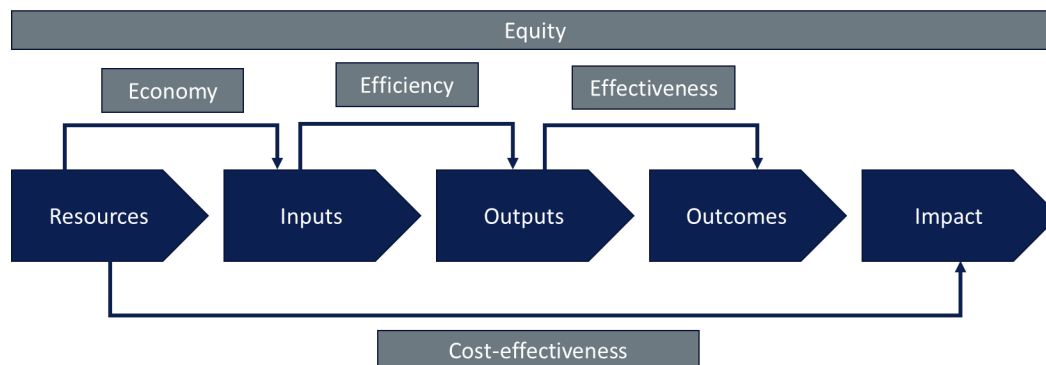 Equity
Economy
Efficiency
Effectiveness
Resources
Inputs
Outputs
Outcomes
Impact
Cost-effectiveness